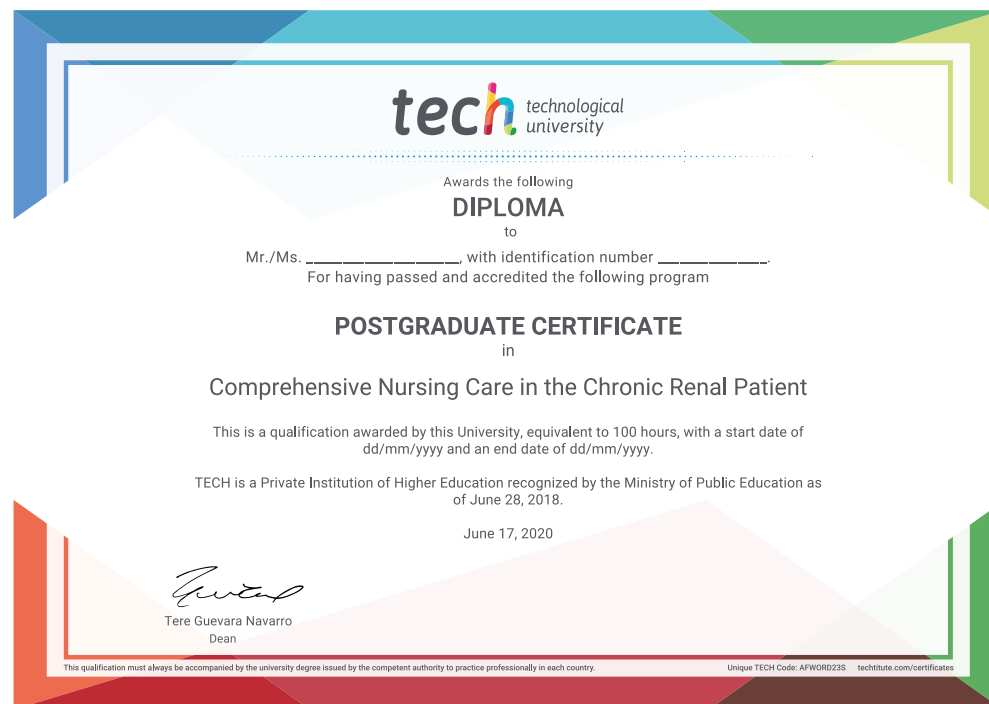 tech technological
university
Awards the following
DIPLOMA
to
Mr./Ms. ____________________, with identification number ______________.
For having passed and accredited the following program
POSTGRADUATE CERTIFICATE
in
Comprehensive Nursing Care in the Chronic Renal Patient
This is a qualification awarded by this University, equivalent to 100 hours, with a start date of
dd/mm/yyyy and an end date of dd/mm/yyyy.
TECH is a Private Institution of Higher Education recognized by the Ministry of Public Education as
of June 28, 2018.
June 17, 2020
Tere Guevara Navarro
Dean
This qualification must always be accompanied by the university degree issued by the competent authority to practice professionally in each country.
Unique TECH Code: AFWORD23S techtitute.com/certificates